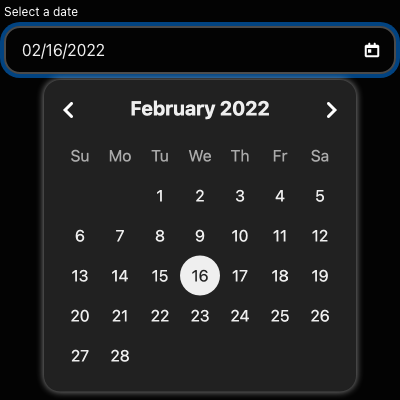 Select a date
02/16/2022
February 2022
Su Mo Tu We Th Fr Sa
1 2 3 4 5
6 7 8 9 10 11 12
13 14 15 16 17 18 19
20 21 22 23 24 25 26
27 28